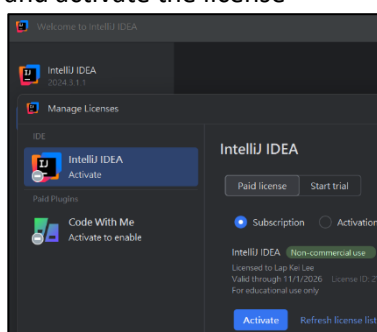 and activate the license
Welcome to IntelliJ IDEA
IntelliJ IDEA
2024.3.1.1
Manage Licenses
IDE
IntelliJ IDEA
Activate
Paid Plugins
Code With Me
Activate to enable
IntelliJ IDEA
Paid license Start trial
Subscription Activation
IntelliJ IDEA Non-commercial use
Licensed to Lap Kei Lee
Valid through 11/1/2026 License ID: 2
For educational use only
Activate Refresh license list